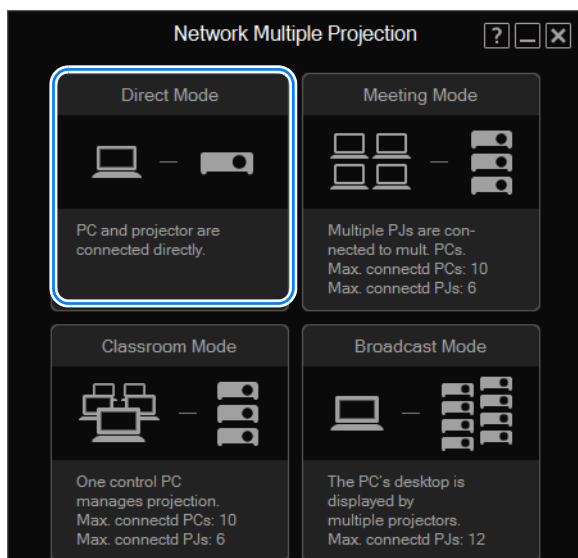 Network Multiple Projection
?
Direct Mode
PC and projector are
connected directly.
Meeting Mode
Multiple PJs are con-
nected to mult. PCs.
Max. connectd PCs: 10
Max. connectd PJs: 6
Classroom Mode
One control PC
manages projection.
Max. connectd PCs: 10
Max. connectd PJs: 6
Broadcast Mode
The PC's desktop is
displayed by
multiple projectors.
Max. connectd PJs: 12